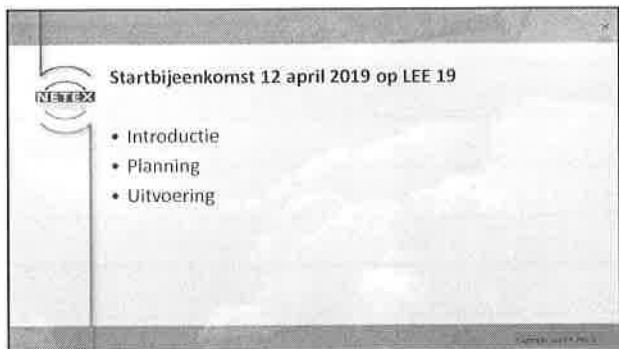 Startbijeenkomst 12 april 2019 op LEE 19
NETEX
• Introductie
• Planning
• Uitvoering